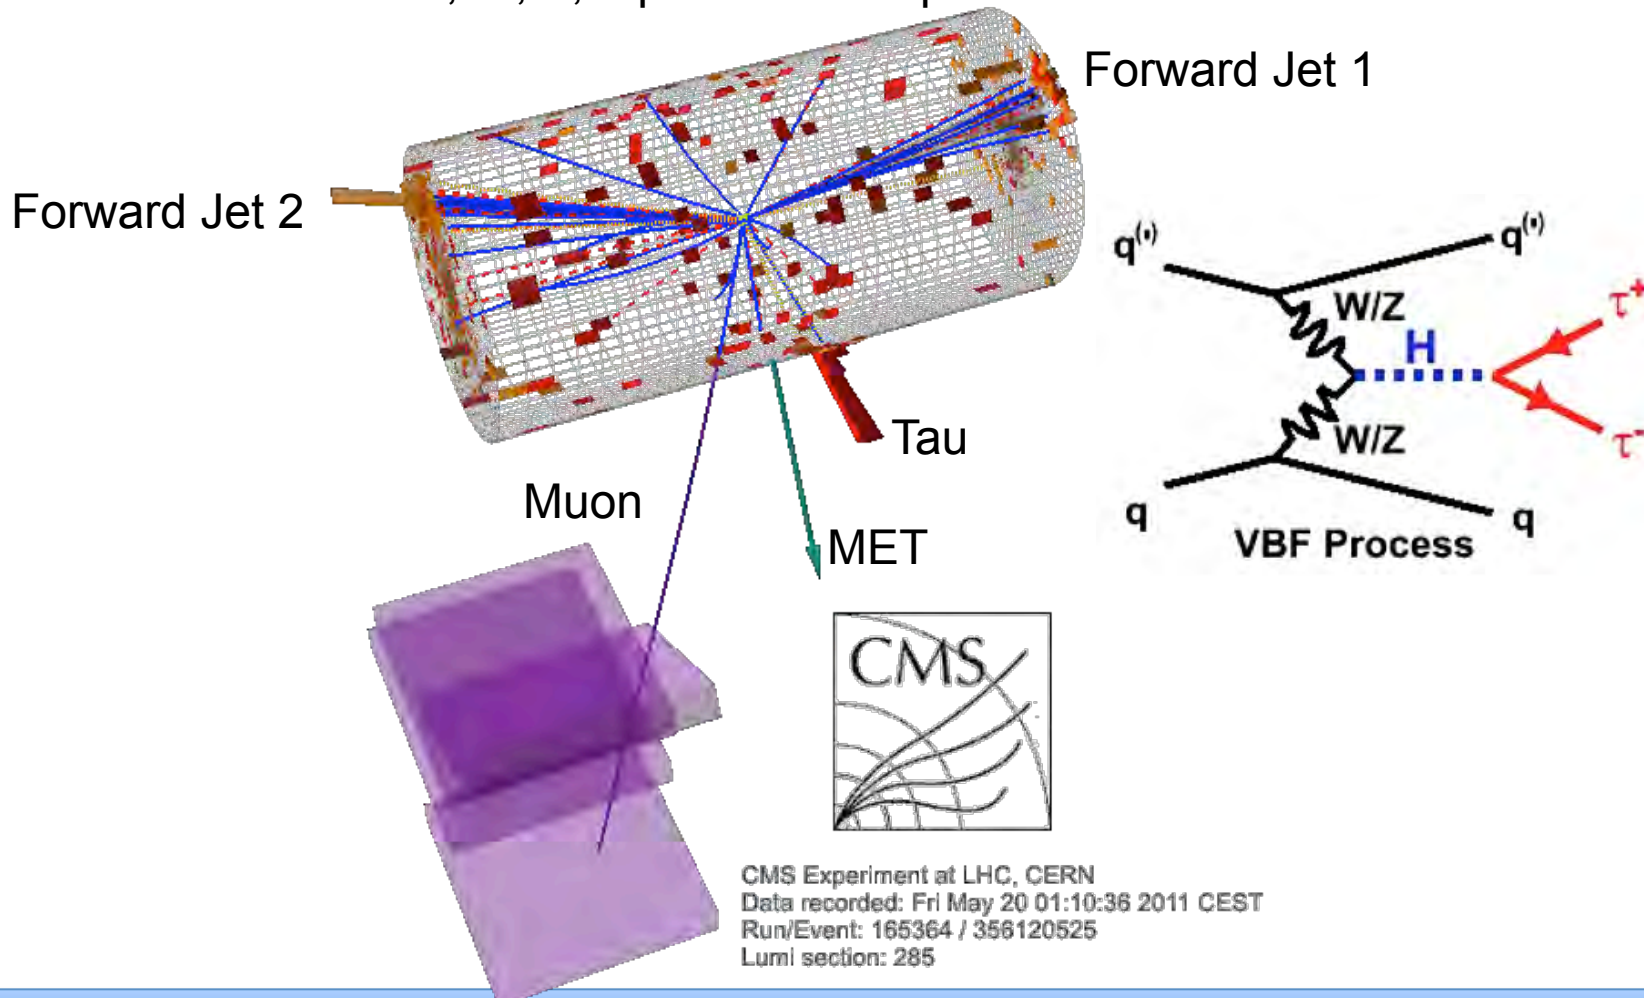 Forward Jet 1
Forward Jet 2
q(')
q(')
W/Z
H
τ+
τ-
W/Z
q
q
VBF Process
Tau
Muon
MET
CMS
CMS Experiment at LHC, CERN
Data recorded: Fri May 20 01:10:36 2011 CEST
Run/Event: 165364 / 356120525
Lumi section: 285